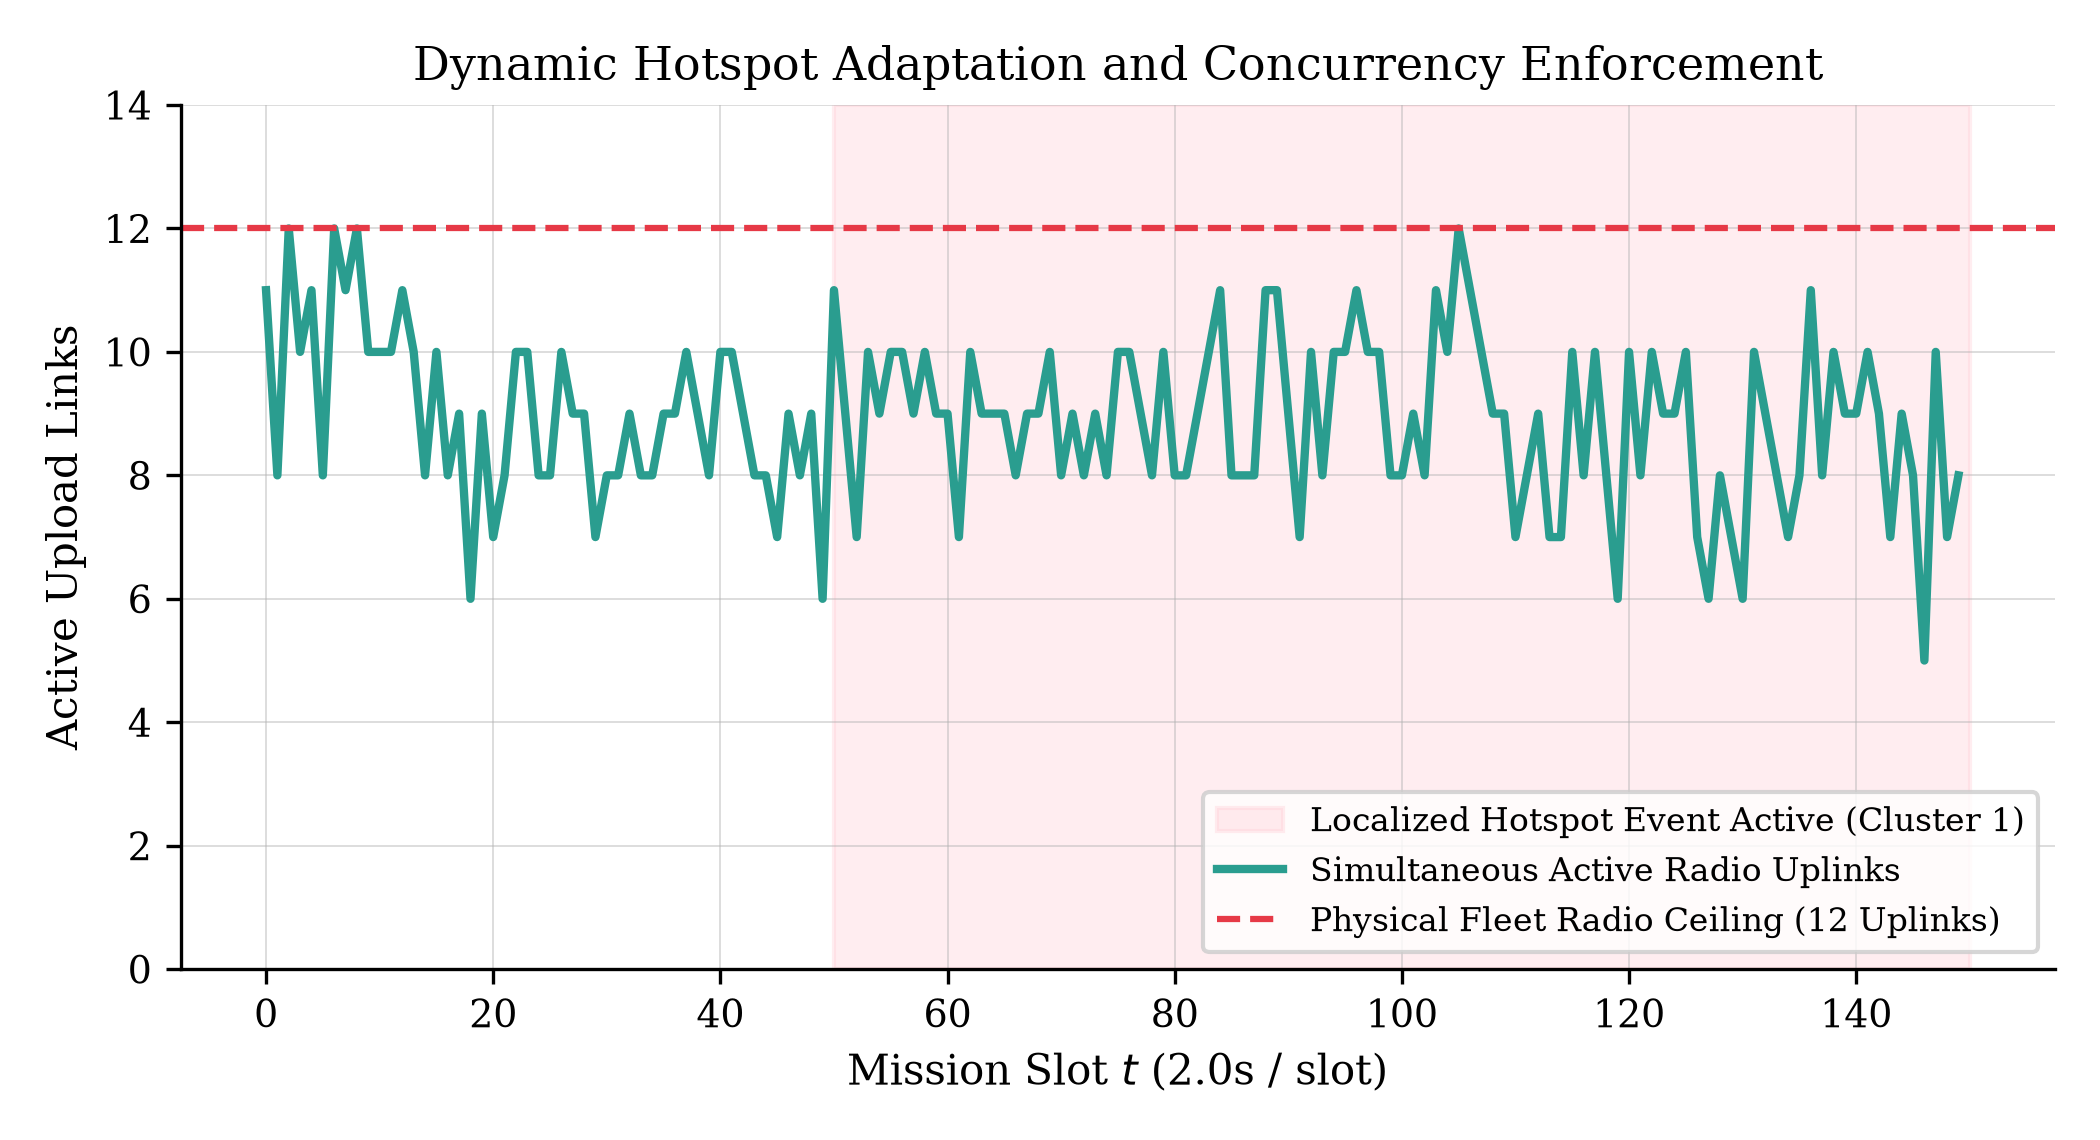 Dynamic Hotspot Adaptation and Concurrency Enforcement
14
12
10
8
6
4
2
0
Active Upload Links
0 20 40 60 80 100 120 140
Mission Slot t (2.0s / slot)
Localized Hotspot Event Active (Cluster 1)
Simultaneous Active Radio Uplinks
Physical Fleet Radio Ceiling (12 Uplinks)